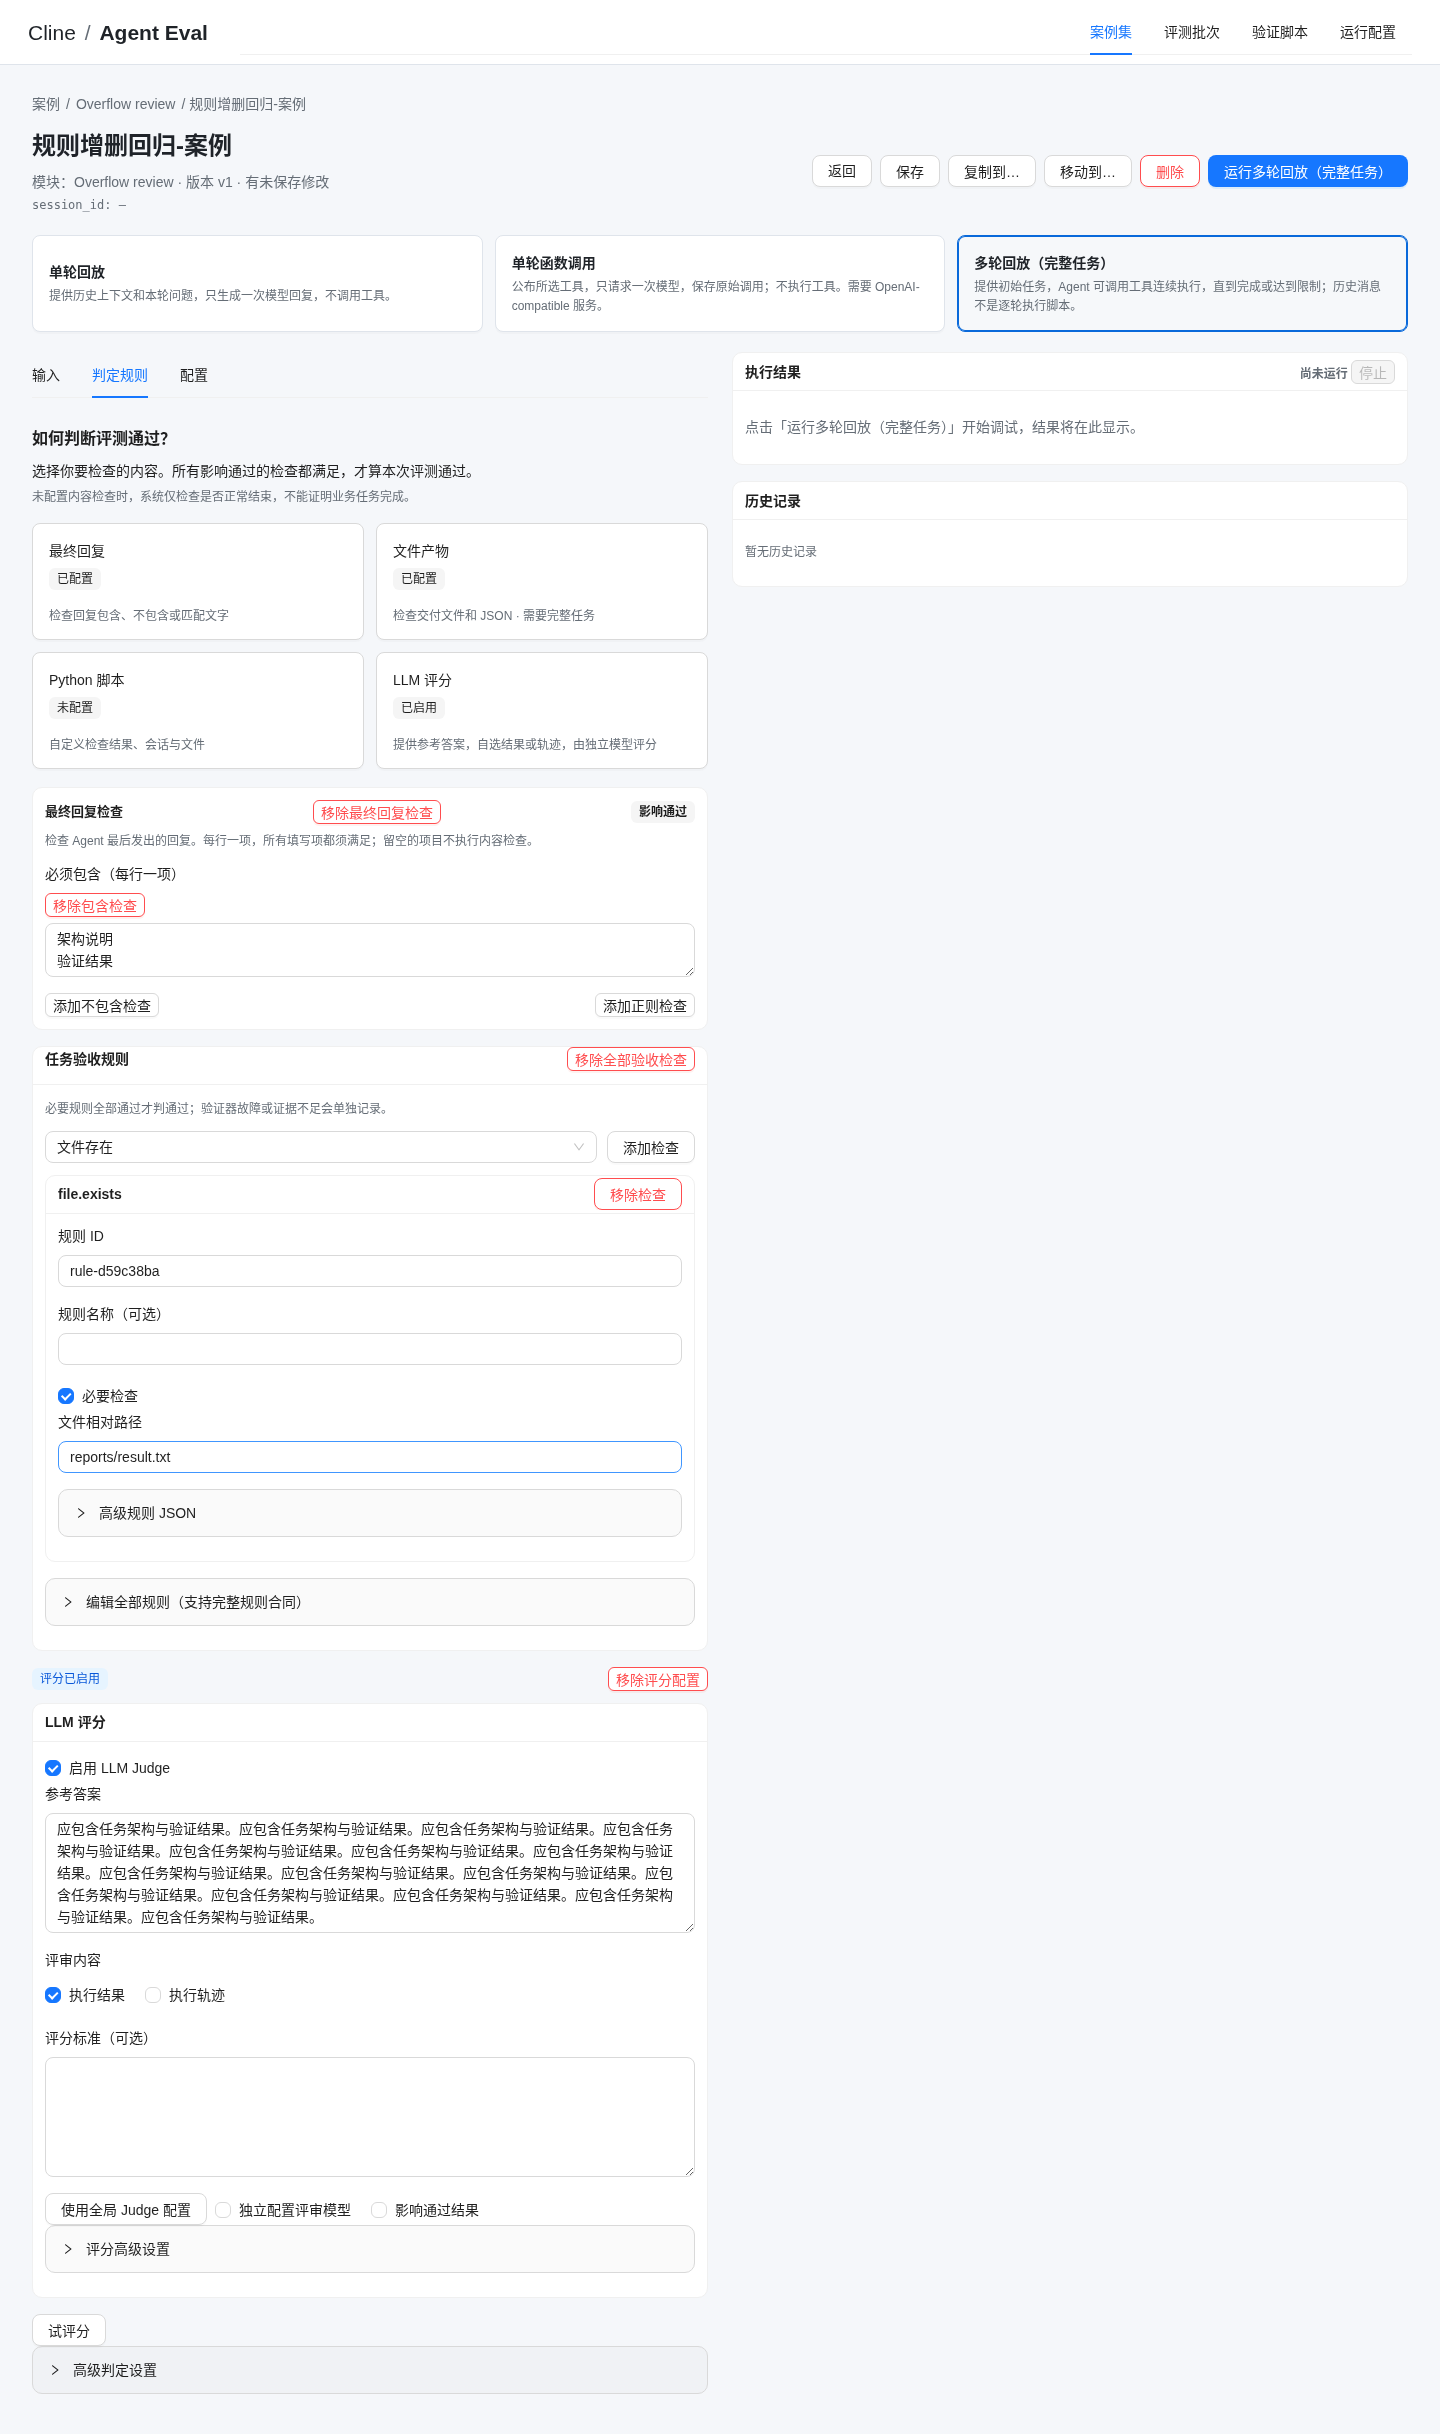 Cline / Agent Eval
案例集 评测批次 验证脚本 运行配置
案例 / Overflow review / 规则增删回归-案例
规则增删回归-案例
模块：Overflow review · 版本 v1 · 有未保存修改
session_id: —
返回 保存 复制到… 移动到… 删除 运行多轮回放（完整任务）
单轮回放
提供历史上下文和本轮问题，只生成一次模型回复，不调用工具。
单轮函数调用
公布所选工具，只请求一次模型，保存原始调用；不执行工具。需要 OpenAI-
compatible 服务。
多轮回放（完整任务）
提供初始任务，Agent 可调用工具连续执行，直到完成或达到限制；历史消息
不是逐轮执行脚本。
输入 判定规则 配置
如何判断评测通过？
选择你要检查的内容。所有影响通过的检查都满足，才算本次评测通过。
未配置内容检查时，系统仅检查是否正常结束，不能证明业务任务完成。
最终回复
已配置
检查回复包含、不包含或匹配文字
文件产物
已配置
检查交付文件和 JSON · 需要完整任务
Python 脚本
未配置
自定义检查结果、会话与文件
LLM 评分
已启用
提供参考答案，自选结果或轨迹，由独立模型评分
最终回复检查 移除最终回复检查 影响通过
检查 Agent 最后发出的回复。每行一项，所有填写项都须满足；留空的项目不执行内容检查。
必须包含（每行一项）
移除包含检查
架构说明
验证结果
添加不包含检查 添加正则检查
任务验收规则 移除全部验收检查
必要规则全部通过才判通过；验证器故障或证据不足会单独记录。
文件存在 添加检查
file.exists 移除检查
规则 ID
rule-d59c38ba
规则名称（可选）
必要检查
文件相对路径
reports/result.txt
高级规则 JSON
编辑全部规则（支持完整规则合同）
评分已启用 移除评分配置
LLM 评分
启用 LLM Judge
参考答案
应包含任务架构与验证结果。应包含任务架构与验证结果。应包含任务架构与验证结果。应包含任务
架构与验证结果。应包含任务架构与验证结果。应包含任务架构与验证结果。应包含任务架构与验证
结果。应包含任务架构与验证结果。应包含任务架构与验证结果。应包含任务架构与验证结果。应包
含任务架构与验证结果。应包含任务架构与验证结果。应包含任务架构与验证结果。应包含任务架构
与验证结果。应包含任务架构与验证结果。
评审内容
执行结果 执行轨迹
评分标准（可选）
使用全局 Judge 配置 独立配置评审模型 影响通过结果
评分高级设置
试评分
高级判定设置
执行结果 尚未运行 停止
点击「运行多轮回放（完整任务）」开始调试，结果将在此显示。
历史记录
暂无历史记录